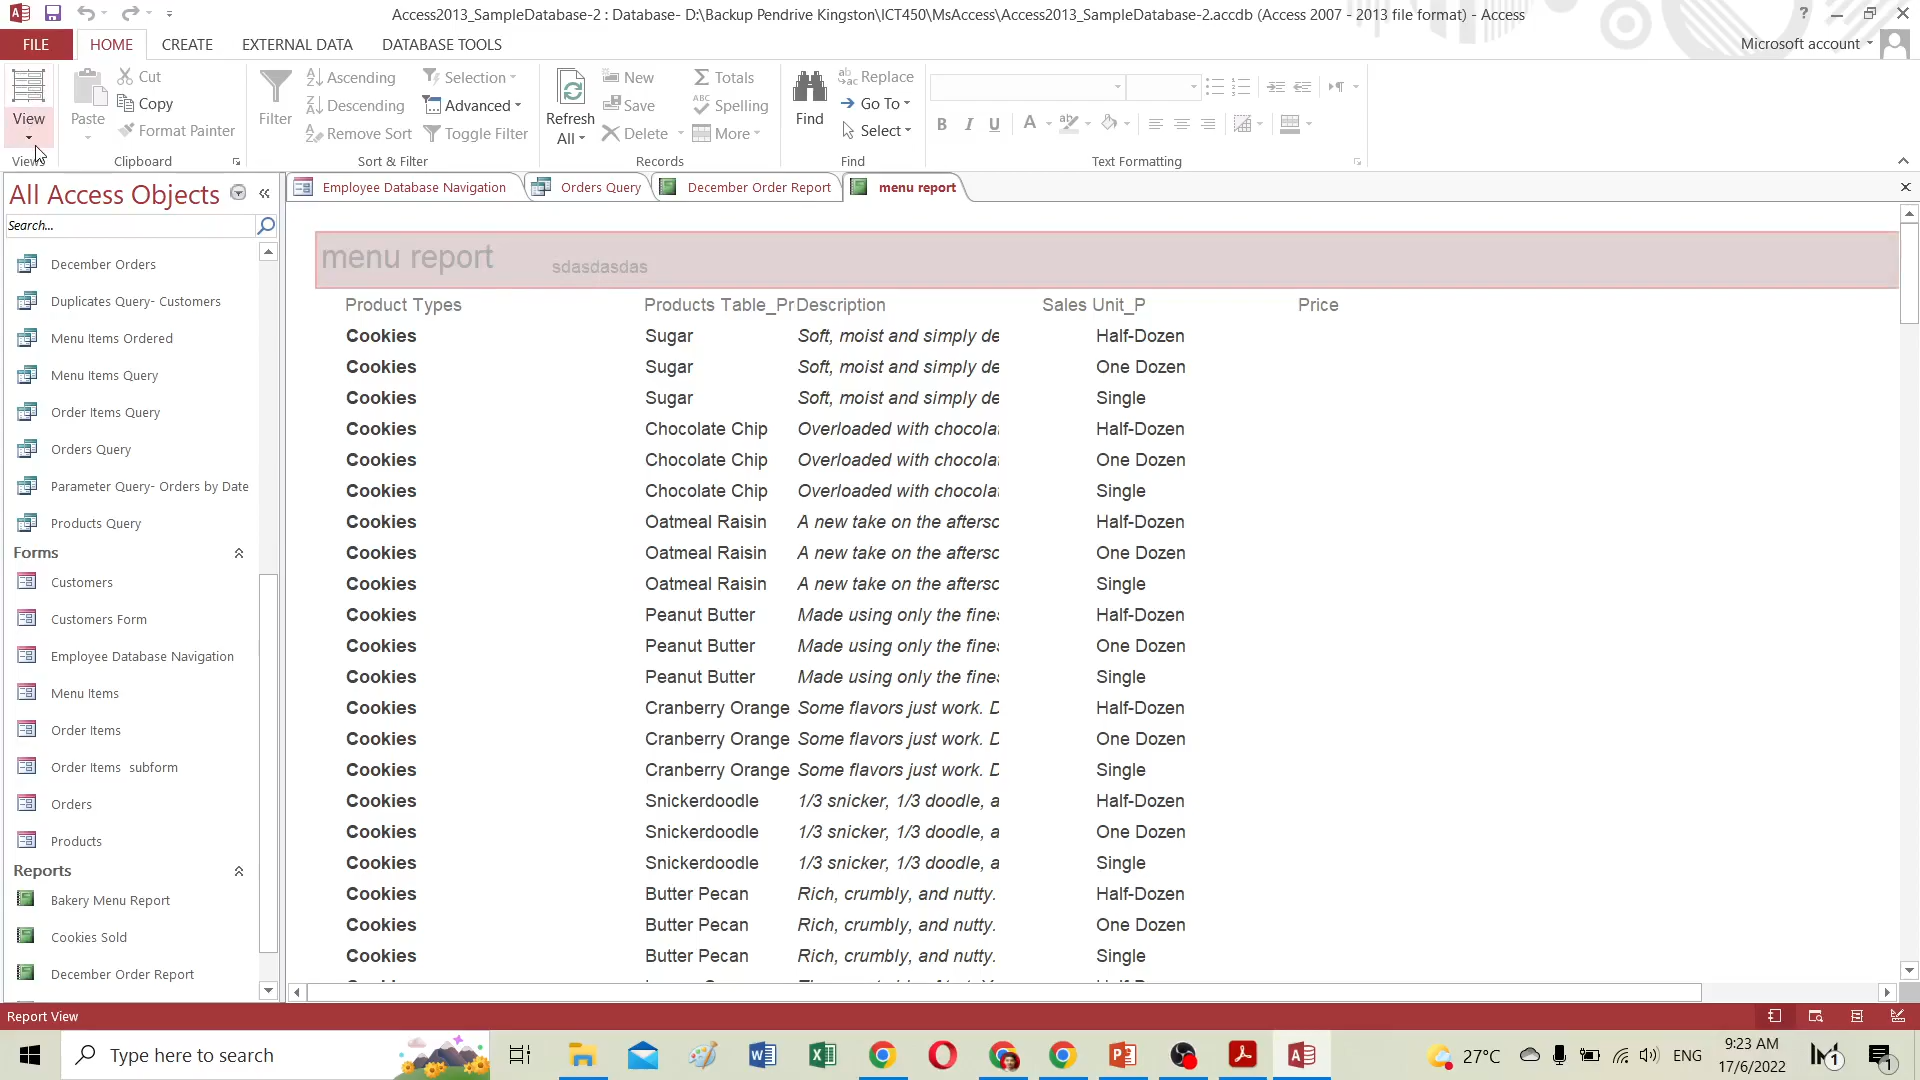 Access2013_SampleDatabase-2 : Database- D:\Backup Pendrive Kingston\ICT450\MsAccess\Access2013_SampleDatabase-2.accdb (Access 2007 - 2013 file format) - Access
FILE HOME CREATE EXTERNAL DATA DATABASE TOOLS Microsoft account
View
Views
Paste
Cut
Copy
Format Painter
Clipboard
Filter
Ascending
Descending
Remove Sort
Selection
Advanced
Toggle Filter
Sort & Filter
Refresh
All
New
Save
Delete
Totals
Spelling
More
Records
Find
Replace
Go To
Select
Find
B I U A
Text Formatting
All Access Objects
Search...
December Orders
Duplicates Query- Customers
Menu Items Ordered
Menu Items Query
Order Items Query
Orders Query
Parameter Query- Orders by Date
Products Query
Forms
Customers
Customers Form
Employee Database Navigation
Menu Items
Order Items
Order Items subform
Orders
Products
Reports
Bakery Menu Report
Cookies Sold
December Order Report
Employee Database Navigation Orders Query December Order Report menu report
menu report sdasdasdas
Product Types Products Table_Pr Description Sales Unit_P Price
Cookies Sugar Soft, moist and simply de Half-Dozen
Cookies Sugar Soft, moist and simply de One Dozen
Cookies Sugar Soft, moist and simply de Single
Cookies Chocolate Chip Overloaded with chocola Half-Dozen
Cookies Chocolate Chip Overloaded with chocola One Dozen
Cookies Chocolate Chip Overloaded with chocola Single
Cookies Oatmeal Raisin A new take on the aftersc Half-Dozen
Cookies Oatmeal Raisin A new take on the aftersc One Dozen
Cookies Oatmeal Raisin A new take on the aftersc Single
Cookies Peanut Butter Made using only the fines Half-Dozen
Cookies Peanut Butter Made using only the fines One Dozen
Cookies Peanut Butter Made using only the fines Single
Cookies Cranberry Orange Some flavors just work. D Half-Dozen
Cookies Cranberry Orange Some flavors just work. D One Dozen
Cookies Cranberry Orange Some flavors just work. D Single
Cookies Snickerdoodle 1/3 snicker, 1/3 doodle, a Half-Dozen
Cookies Snickerdoodle 1/3 snicker, 1/3 doodle, a One Dozen
Cookies Snickerdoodle 1/3 snicker, 1/3 doodle, a Single
Cookies Butter Pecan Rich, crumbly, and nutty. Half-Dozen
Cookies Butter Pecan Rich, crumbly, and nutty. One Dozen
Cookies Butter Pecan Rich, crumbly, and nutty. Single
Report View
Type here to search
27°C ENG
9:23 AM
17/6/2022
1
1